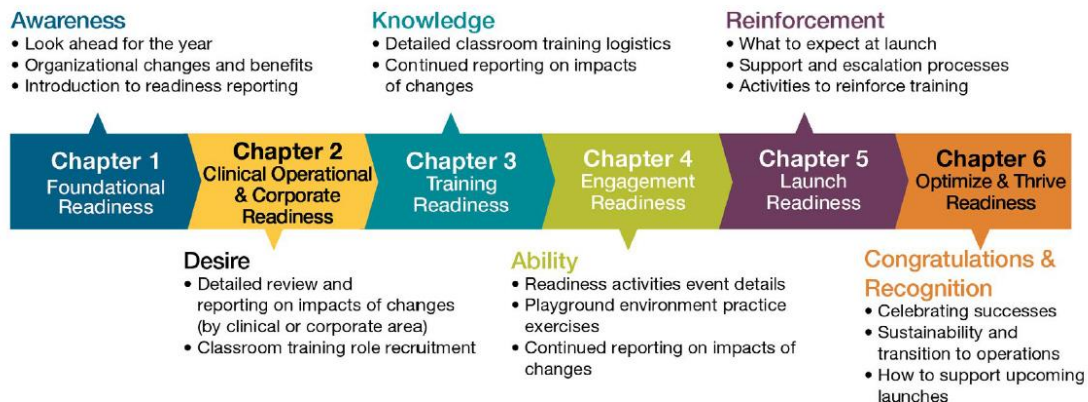 Awareness
• Look ahead for the year
• Organizational changes and benefits
• Introduction to readiness reporting
Knowledge
• Detailed classroom training logistics
• Continued reporting on impacts
of changes
Reinforcement
• What to expect at launch
• Support and escalation processes
• Activities to reinforce training
Chapter 1
Foundational
Readiness
Chapter 2
Clinical Operational
& Corporate
Readiness
Chapter 3
Training
Readiness
Chapter 4
Engagement
Readiness
Chapter 5
Launch
Readiness
Chapter 6
Optimize & Thrive
Readiness
Desire
• Detailed review and
reporting on impacts of changes
(by clinical or corporate area)
• Classroom training role recruitment
Ability
• Readiness activities event details
• Playground environment practice
exercises
• Continued reporting on impacts of
changes
Congratulations &
Recognition
• Celebrating successes
• Sustainability and
transition to operations
• How to support upcoming
launches